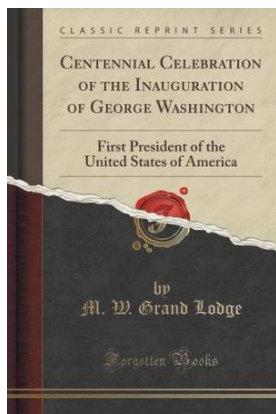 CLASSIC REPRINT SERIES
CENTENNIAL CELEBRATION
OF THE INAUGURATION
OF GEORGE WASHINGTON
First President of the
United States of America
by
M. W. Grand Lodge
Forgotten Books